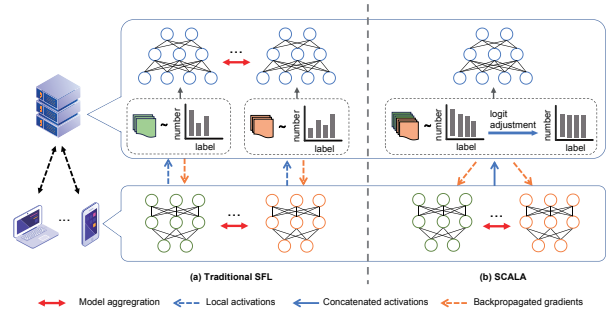 ...
...
number
label
number
label
number
label
logit
adjustment
number
label
...
...
...
(a) Traditional SFL
(b) SCALA
Model aggregration
Local activations
Concatenated activations
Backpropagated gradients